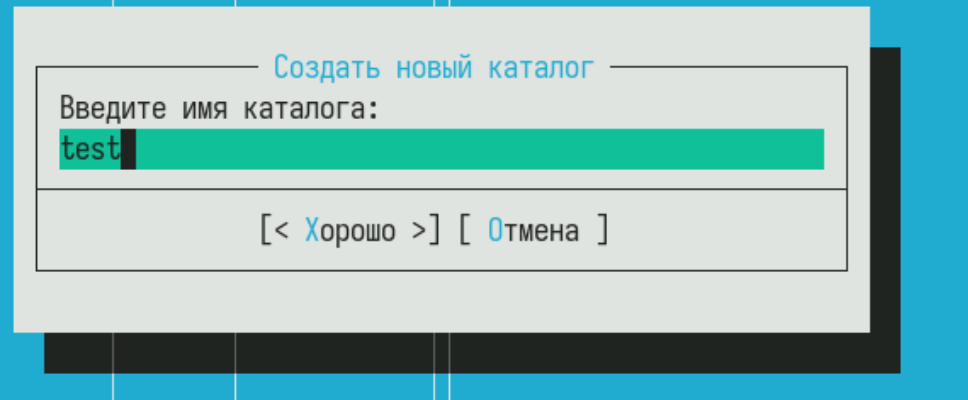 Создать новый каталог
Введите имя каталога:
test
[< Хорошо >] [ Отмена ]